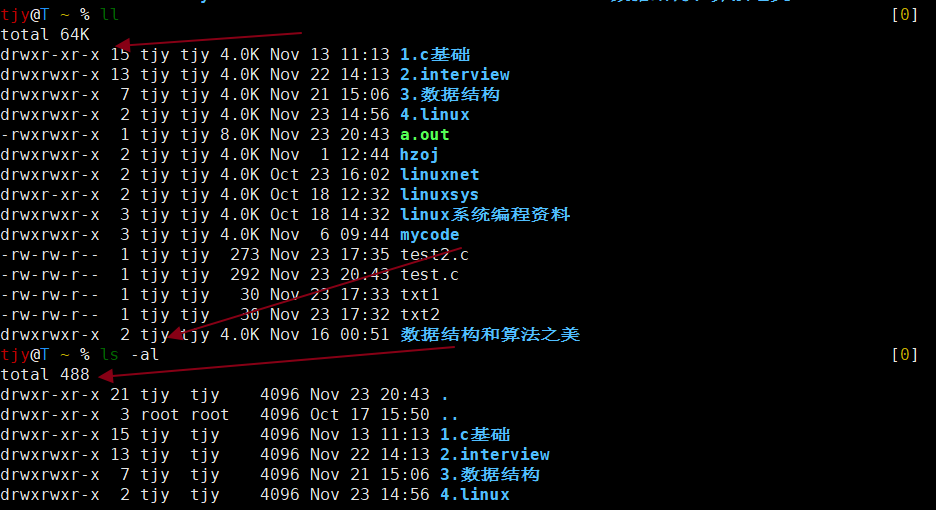 tjy@T ~ % ll [0]
total 64K
drwxr-xr-x 15 tjy tjy 4.0K Nov 13 11:13 1.c基础
drwxrwxr-x 13 tjy tjy 4.0K Nov 22 14:13 2.interview
drwxrwxr-x  7 tjy tjy 4.0K Nov 21 15:06 3.数据结构
drwxrwxr-x  2 tjy tjy 4.0K Nov 23 14:56 4.linux
-rwxrwxr-x  1 tjy tjy 8.0K Nov 23 20:43 a.out
drwxrwxr-x  2 tjy tjy 4.0K Nov  1 12:44 hzoj
drwxrwxr-x  2 tjy tjy 4.0K Oct 23 16:02 linuxnet
drwxrwxr-x  2 tjy tjy 4.0K Oct 18 12:32 linuxsys
drwxrwxr-x  3 tjy tjy 4.0K Oct 18 14:32 linux系统编程资料
drwxrwxr-x  3 tjy tjy 4.0K Nov  6 09:44 mycode
-rw-rw-r--  1 tjy tjy  273 Nov 23 17:35 test2.c
-rw-rw-r--  1 tjy tjy  292 Nov 23 20:43 test.c
-rw-rw-r--  1 tjy tjy   30 Nov 23 17:33 txt1
-rw-rw-r--  1 tjy tjy   30 Nov 23 17:32 txt2
drwxrwxr-x  2 tjy tjy 4.0K Nov 16 00:51 数据结构和算法之美
tjy@T ~ % ls -al [0]
total 488
drwxr-xr-x 21 tjy  tjy    4096 Nov 23 20:43 .
drwxr-xr-x  3 root root   4096 Oct 17 15:50 ..
drwxr-xr-x 15 tjy  tjy    4096 Nov 13 11:13 1.c基础
drwxrwxr-x 13 tjy  tjy    4096 Nov 22 14:13 2.interview
drwxrwxr-x  7 tjy  tjy    4096 Nov 21 15:06 3.数据结构
drwxrwxr-x  2 tjy  tjy    4096 Nov 23 14:56 4.linux